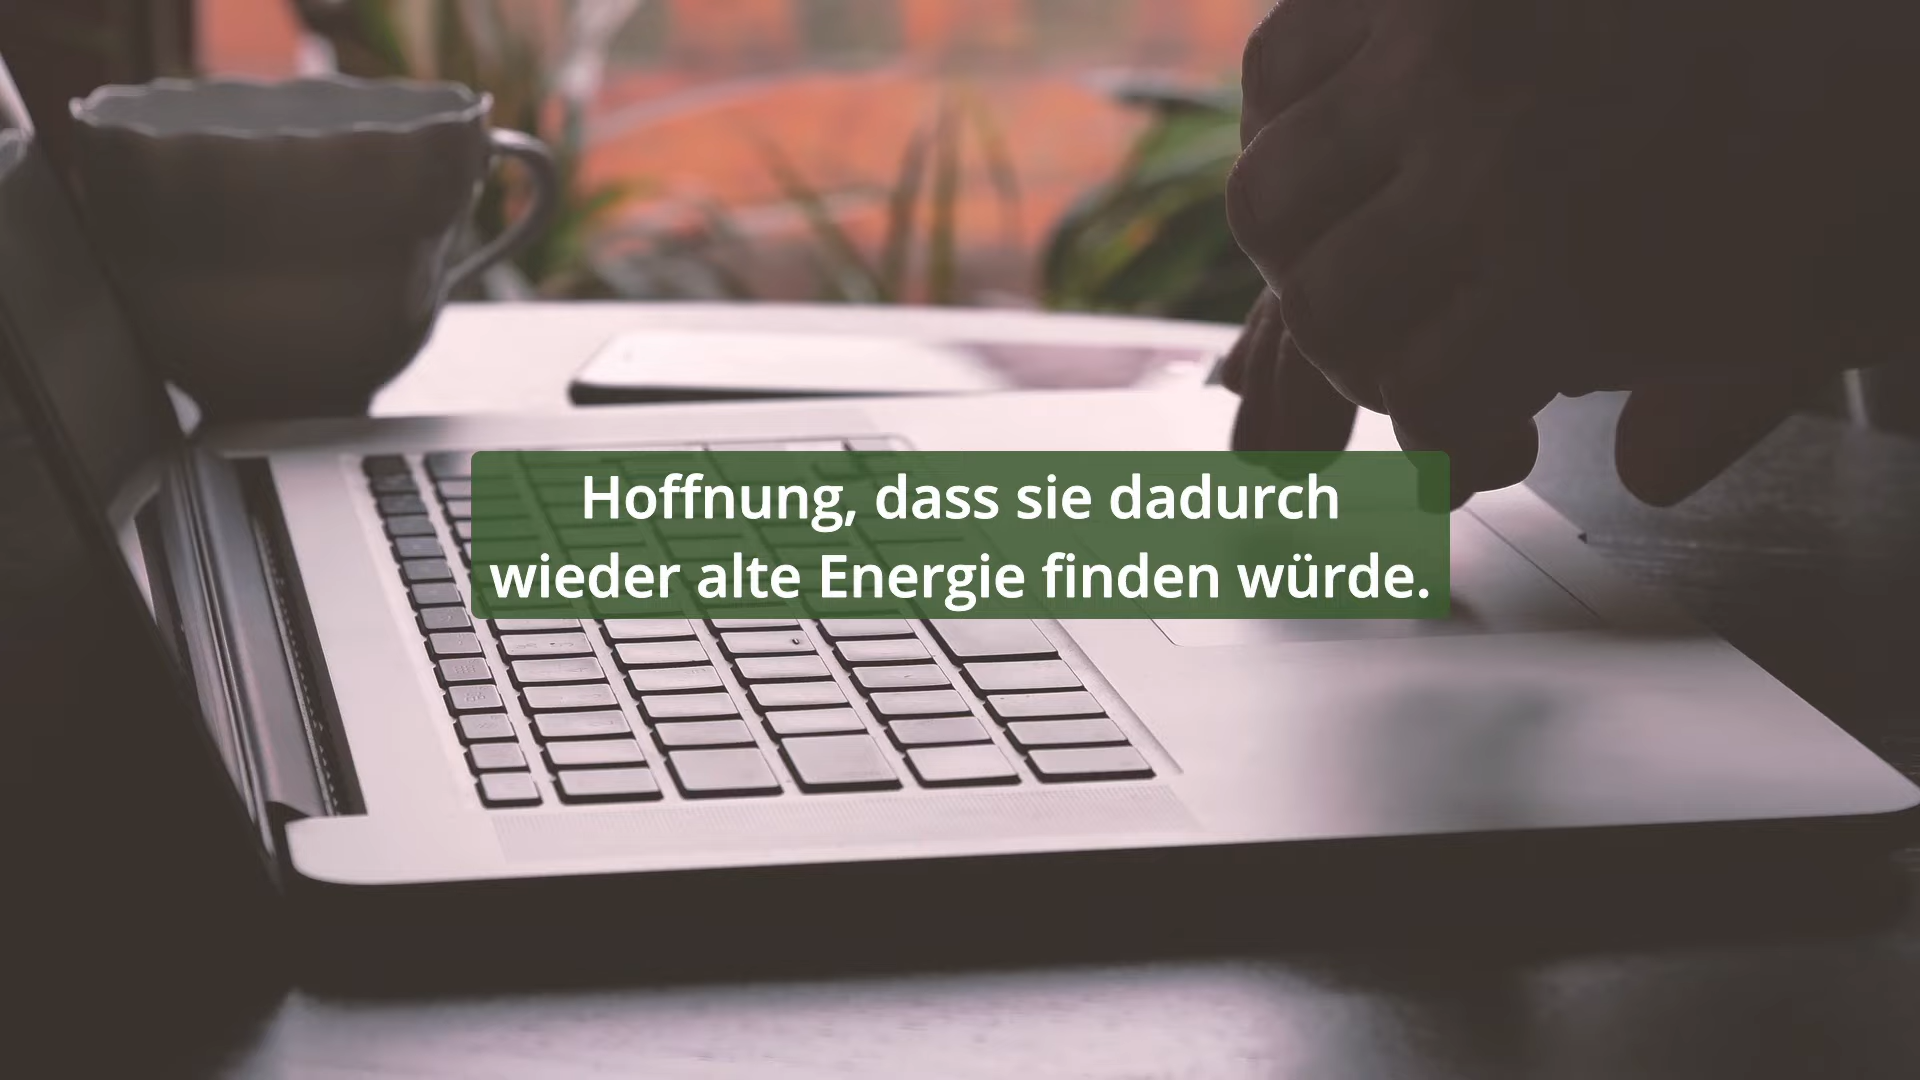 Hoffnung, dass sie dadurch
wieder alte Energie finden würde.